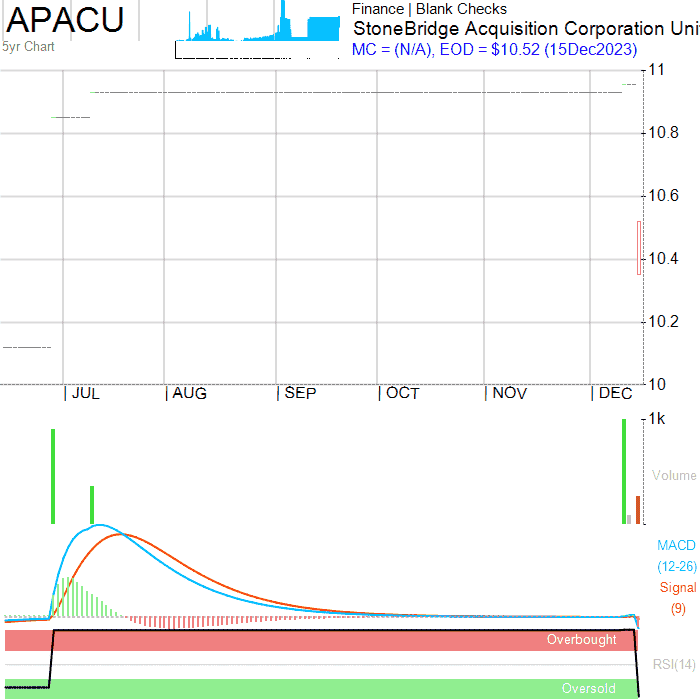 APACU
5yr Chart
Finance | Blank Checks
StoneBridge Acquisition Corporation Uni
MC = (N/A), EOD = $10.52 (15Dec2023)
11
10.8
10.6
10.4
10.2
10
JUL AUG SEP OCT NOV DEC
1k
Volume
MACD
(12-26)
Signal
(9)
Overbought
RSI(14)
Oversold